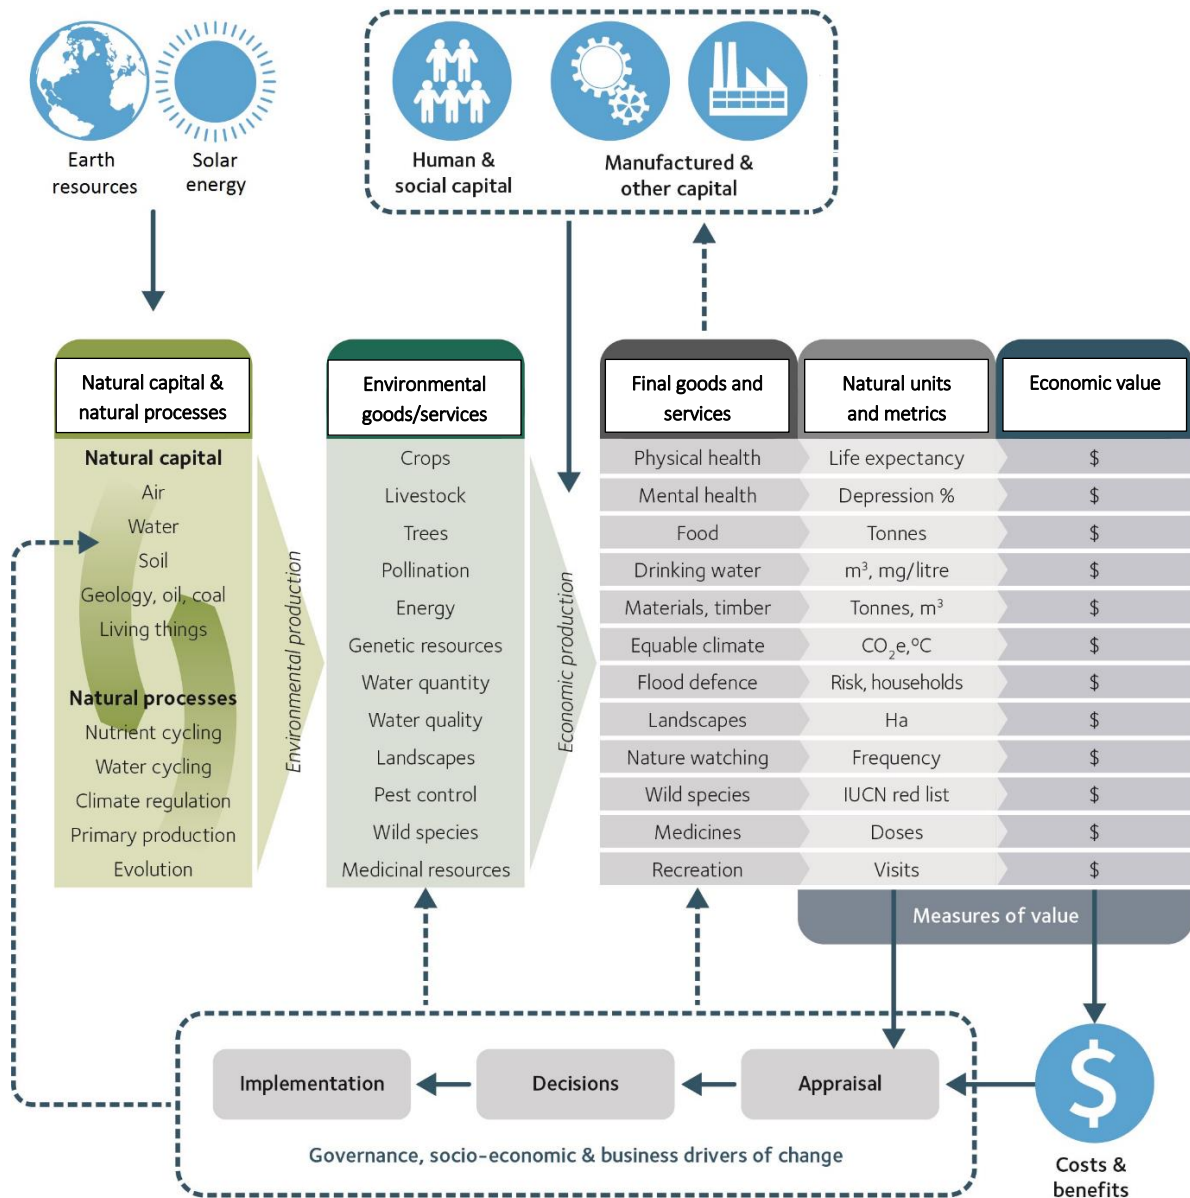 Earth
resources
Solar
energy
Human &
social capital
Manufactured &
other capital
Natural capital &
natural processes
Natural capital
Air
Water
Soil
Geology, oil, coal
Living things
Natural processes
Nutrient cycling
Water cycling
Climate regulation
Primary production
Evolution
Environmental production
Environmental
goods/services
Crops
Livestock
Trees
Pollination
Energy
Genetic resources
Water quantity
Water quality
Landscapes
Pest control
Wild species
Medicinal resources
Economic production
Final goods and
services
Natural units
and metrics
Economic value
Physical health Life expectancy $
Mental health Depression % $
Food Tonnes $
Drinking water m³, mg/litre $
Materials, timber Tonnes, m³ $
Equable climate CO₂e,ºC $
Flood defence Risk, households $
Landscapes Ha $
Nature watching Frequency $
Wild species IUCN red list $
Medicines Doses $
Recreation Visits $
Measures of value
Implementation
Decisions
Appraisal
$
Governance, socio-economic & business drivers of change
Costs &
benefits